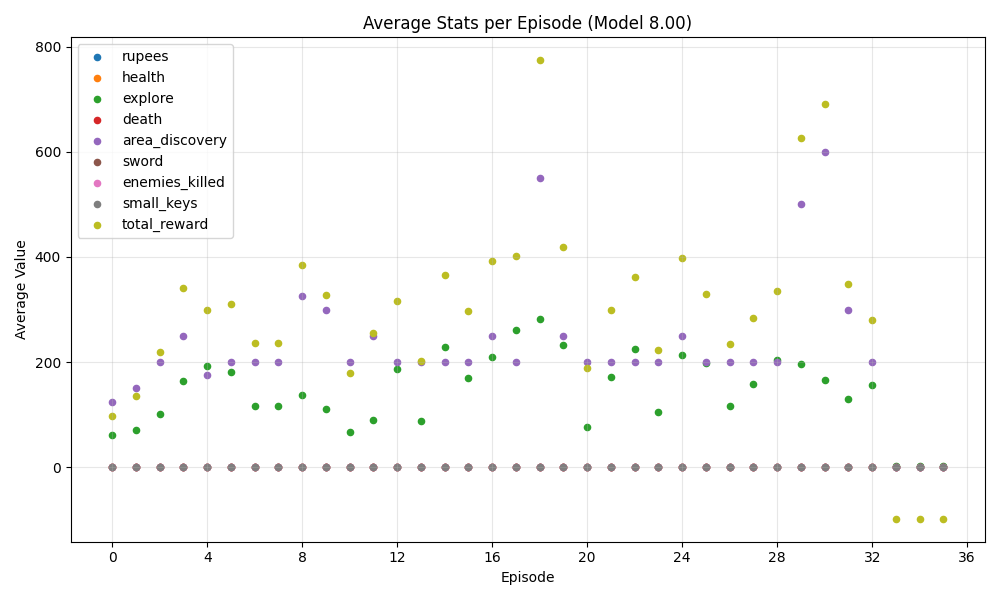 Average Stats per Episode (Model 8.00)
rupees
health
explore
death
area_discovery
sword
enemies_killed
small_keys
total_reward
Average Value
800
600
400
200
0
0 4 8 12 16 20 24 28 32 36
Episode